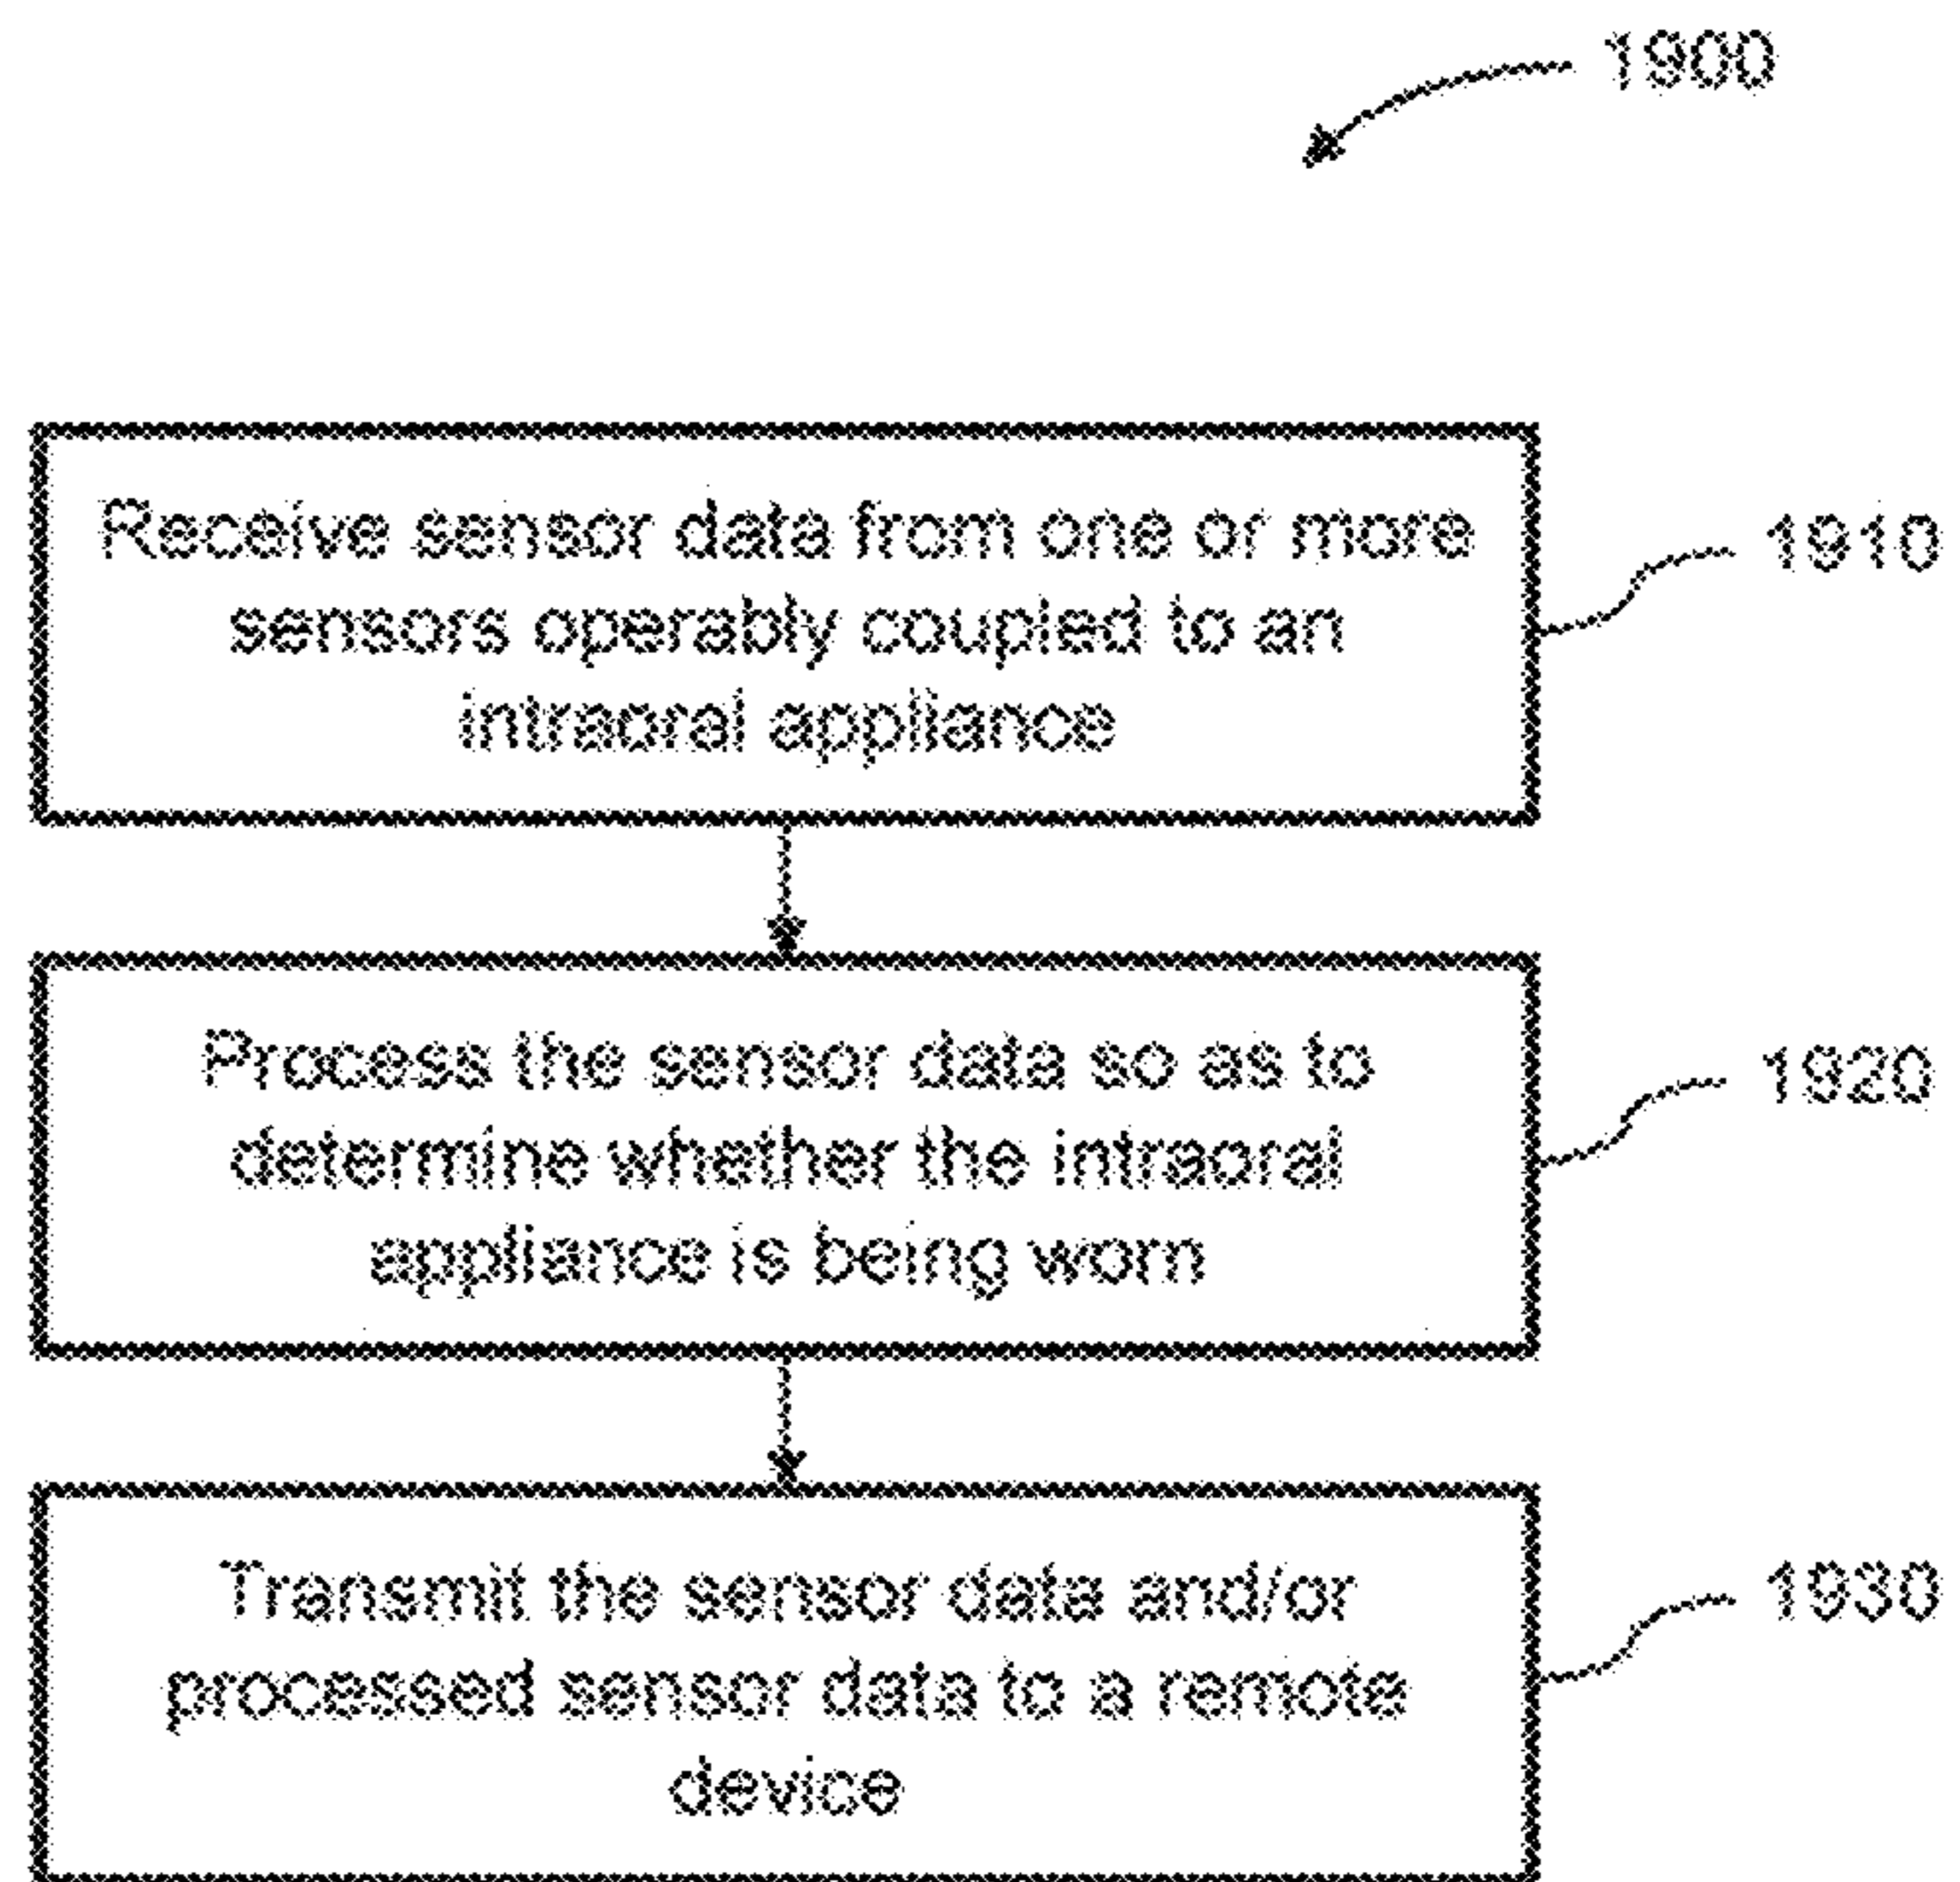 1900
Receive sensor data from one or more
sensors operably coupled to an
intraoral appliance
1910
Process the sensor data so as to
determine whether the intraoral
appliance is being worn
1920
Transmit the sensor data and/or
processed sensor data to a remote
device
1930